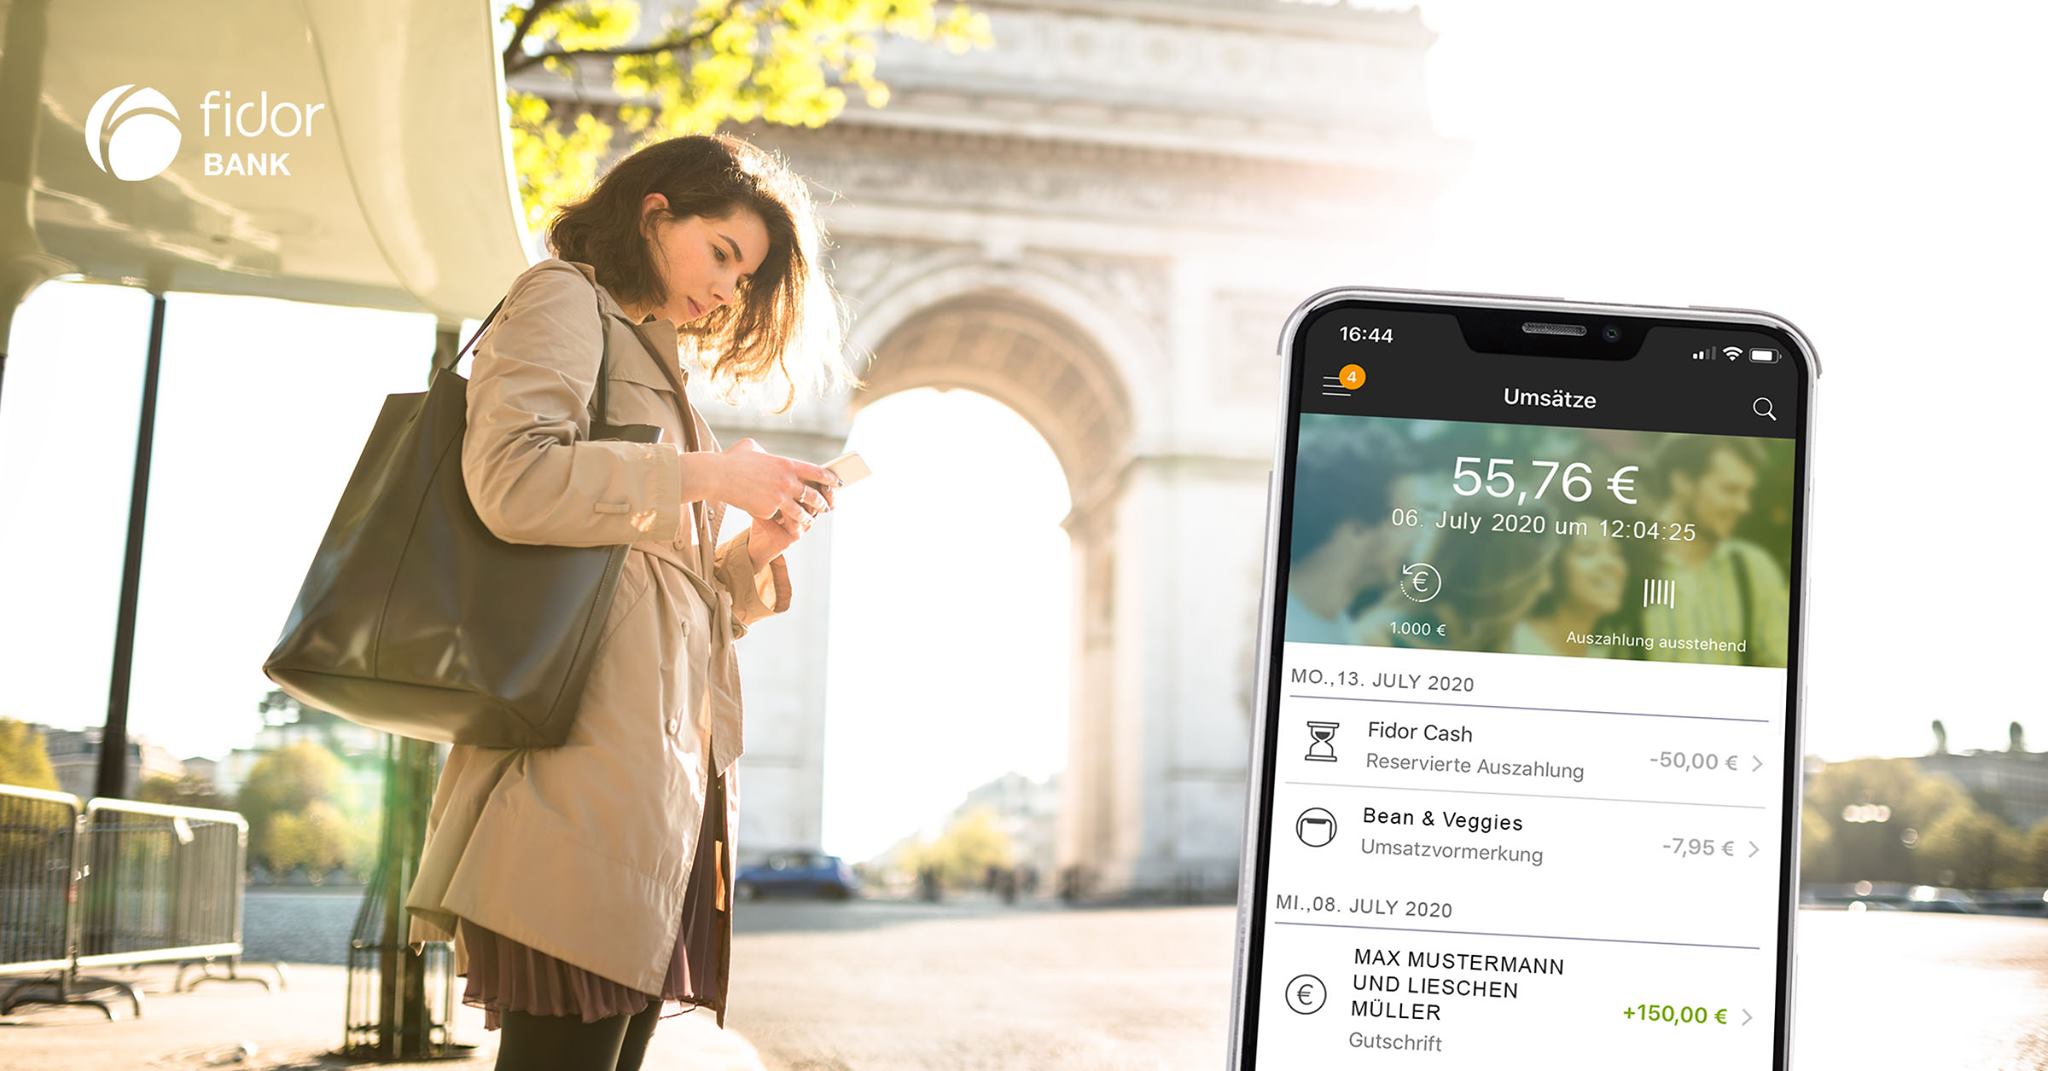 fidor
BANK
16:44
4
Umsätze
55,76 €
06. July 2020 um 12:04:25
1.000 €
Auszahlung ausstehend
MO.,13. JULY 2020
Fidor Cash
Reservierte Auszahlung
-50,00 €
Bean & Veggies
Umsatzvormerkung
-7,95 €
MI.,08. JULY 2020
MAX MUSTERMANN
UND LIESCHEN
MÜLLER
+150,00 €
Gutschrift